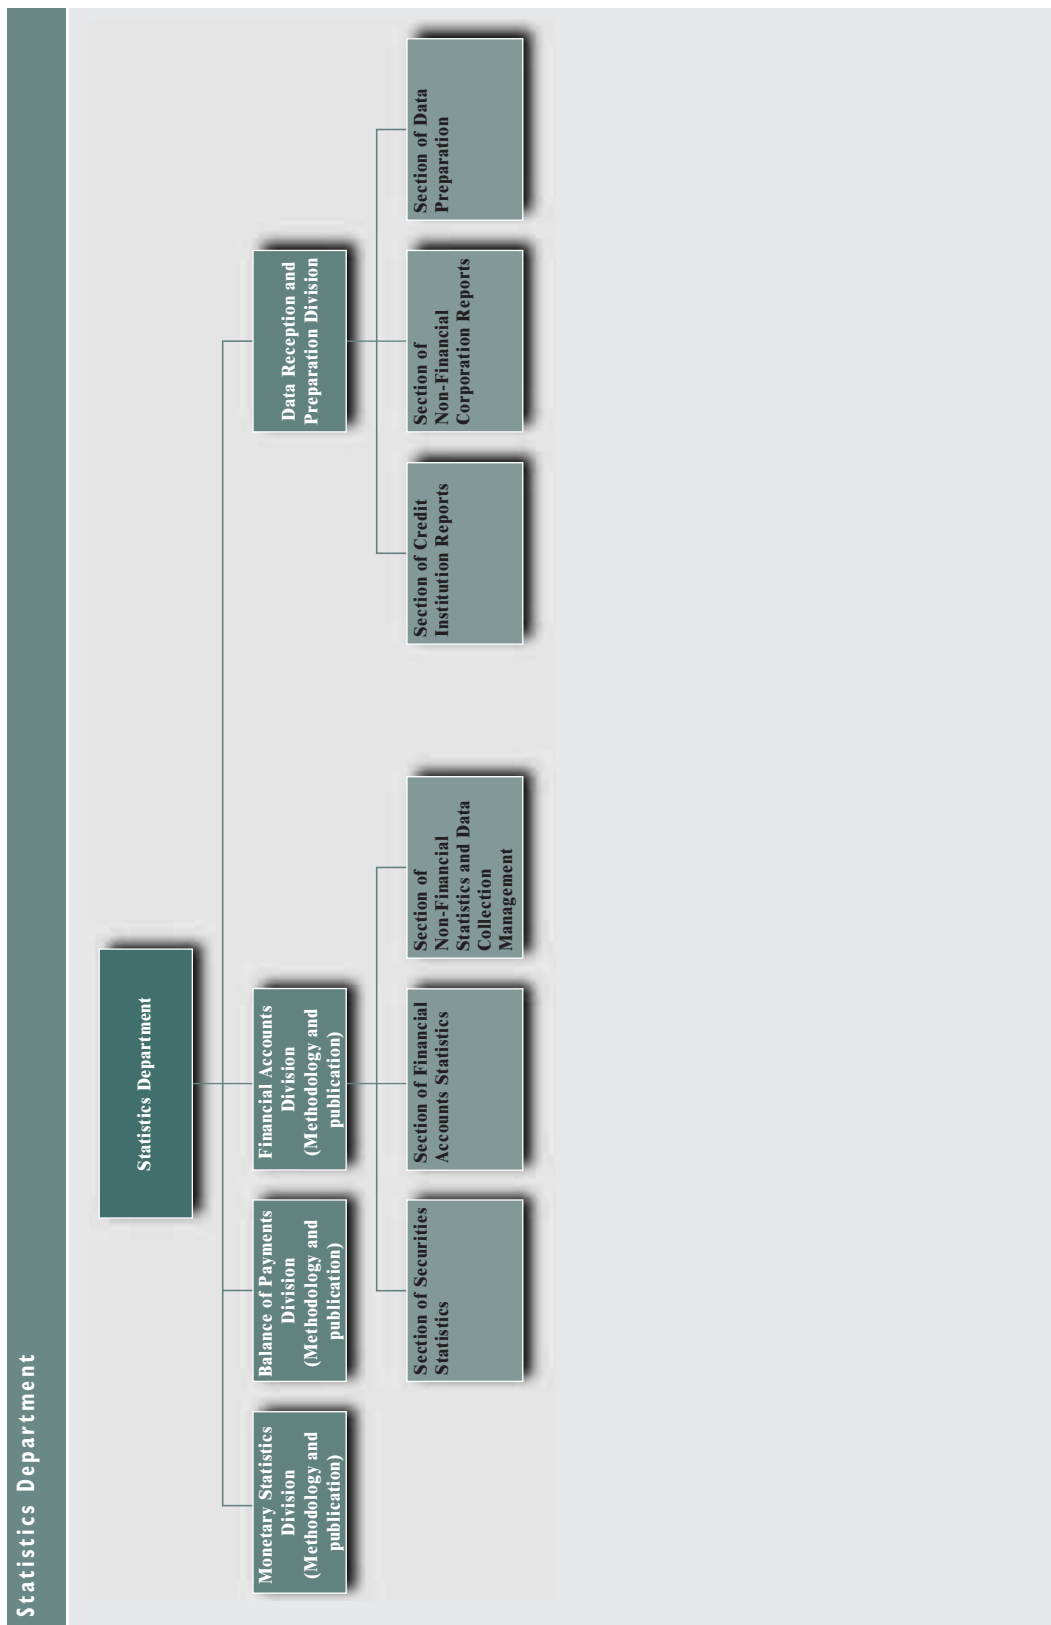 Statistics Department
Statistics Department
Monetary Statistics
Division
(Methodology and
publication)
Balance of Payments
Division
(Methodology and
publication)
Financial Accounts
Division
(Methodology and
publication)
Data Reception and
Preparation Division
Section of Securities
Statistics
Section of Financial
Accounts Statistics
Section of
Non-Financial
Statistics and Data
Collection
Management
Section of Credit
Institution Reports
Section of
Non-Financial
Corporation Reports
Section of Data
Preparation